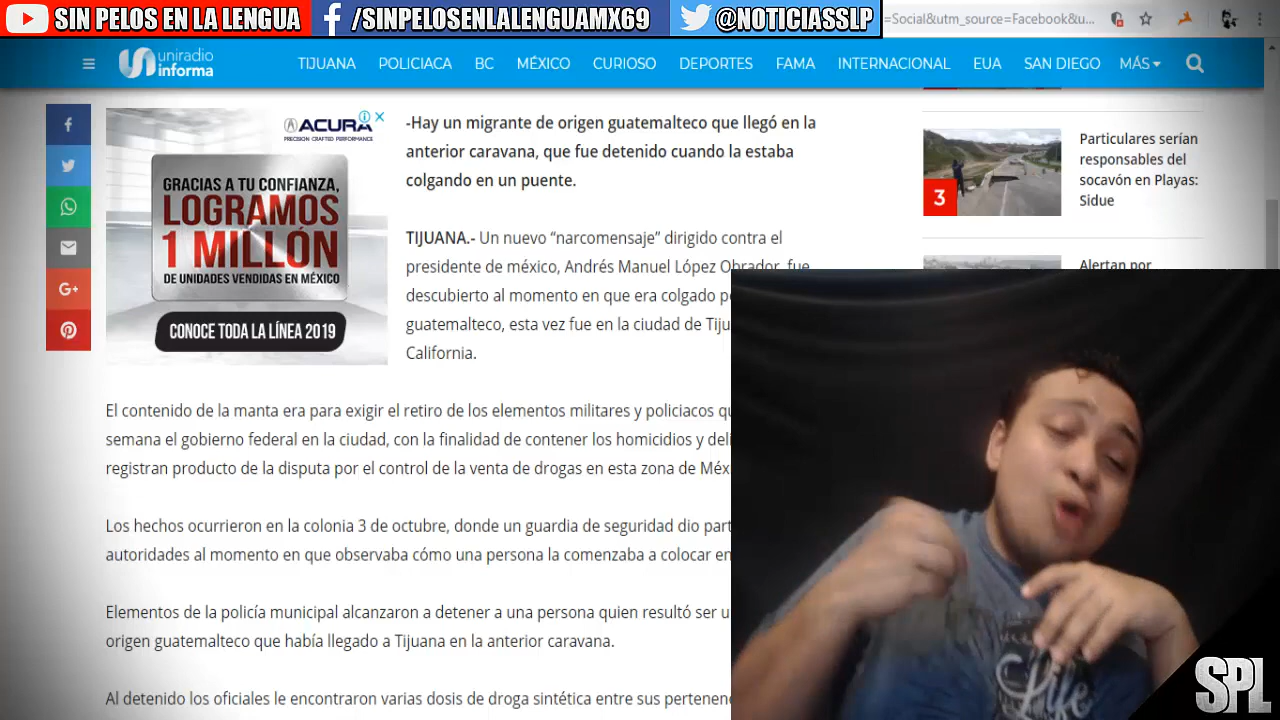 SIN PELOS EN LA LENGUA
/SINPELOSENLALENGUAMX69
@NOTICIASSLP
=Social&utm_source=Facebook&u...
uniradio
informa
TIJUANA
POLICIACA
BC
MÉXICO
CURIOSO
DEPORTES
FAMA
INTERNACIONAL
EUA
SAN DIEGO
MÁS
ACURA
PRECISION CRAFTED PERFORMANCE
GRACIAS A TU CONFIANZA,
LOGRAMOS
1 MILLÓN
DE UNIDADES VENDIDAS EN MÉXICO
CONOCE TODA LA LÍNEA 2019
-Hay un migrante de origen guatemalteco que llegó en la
anterior caravana, que fue detenido cuando la estaba
colgando en un puente.
TIJUANA.- Un nuevo “narcomensaje” dirigido contra el
presidente de méxico, Andrés Manuel López Obrador, fue
descubierto al momento en que era colgado
guatemalteco, esta vez fue en la ciudad de
California.
El contenido de la manta era para exigir el retiro de los elementos militares y policiacos
semana el gobierno federal en la ciudad, con la finalidad de contener los homicidios y
registran producto de la disputa por el control de la venta de drogas en esta zona de
Los hechos ocurrieron en la colonia 3 de octubre, donde un guardia de seguridad dio
autoridades al momento en que observaba cómo una persona la comenzaba a colocar en
Elementos de la policía municipal alcanzaron a detener a una persona quien resultó ser
origen guatemalteco que había llegado a Tijuana en la anterior caravana.
Al detenido los oficiales le encontraron varias dosis de droga sintética entre sus
3
Particulares serían
responsables del
socavón en Playas:
Sidue
Alertan por
Life
SPL